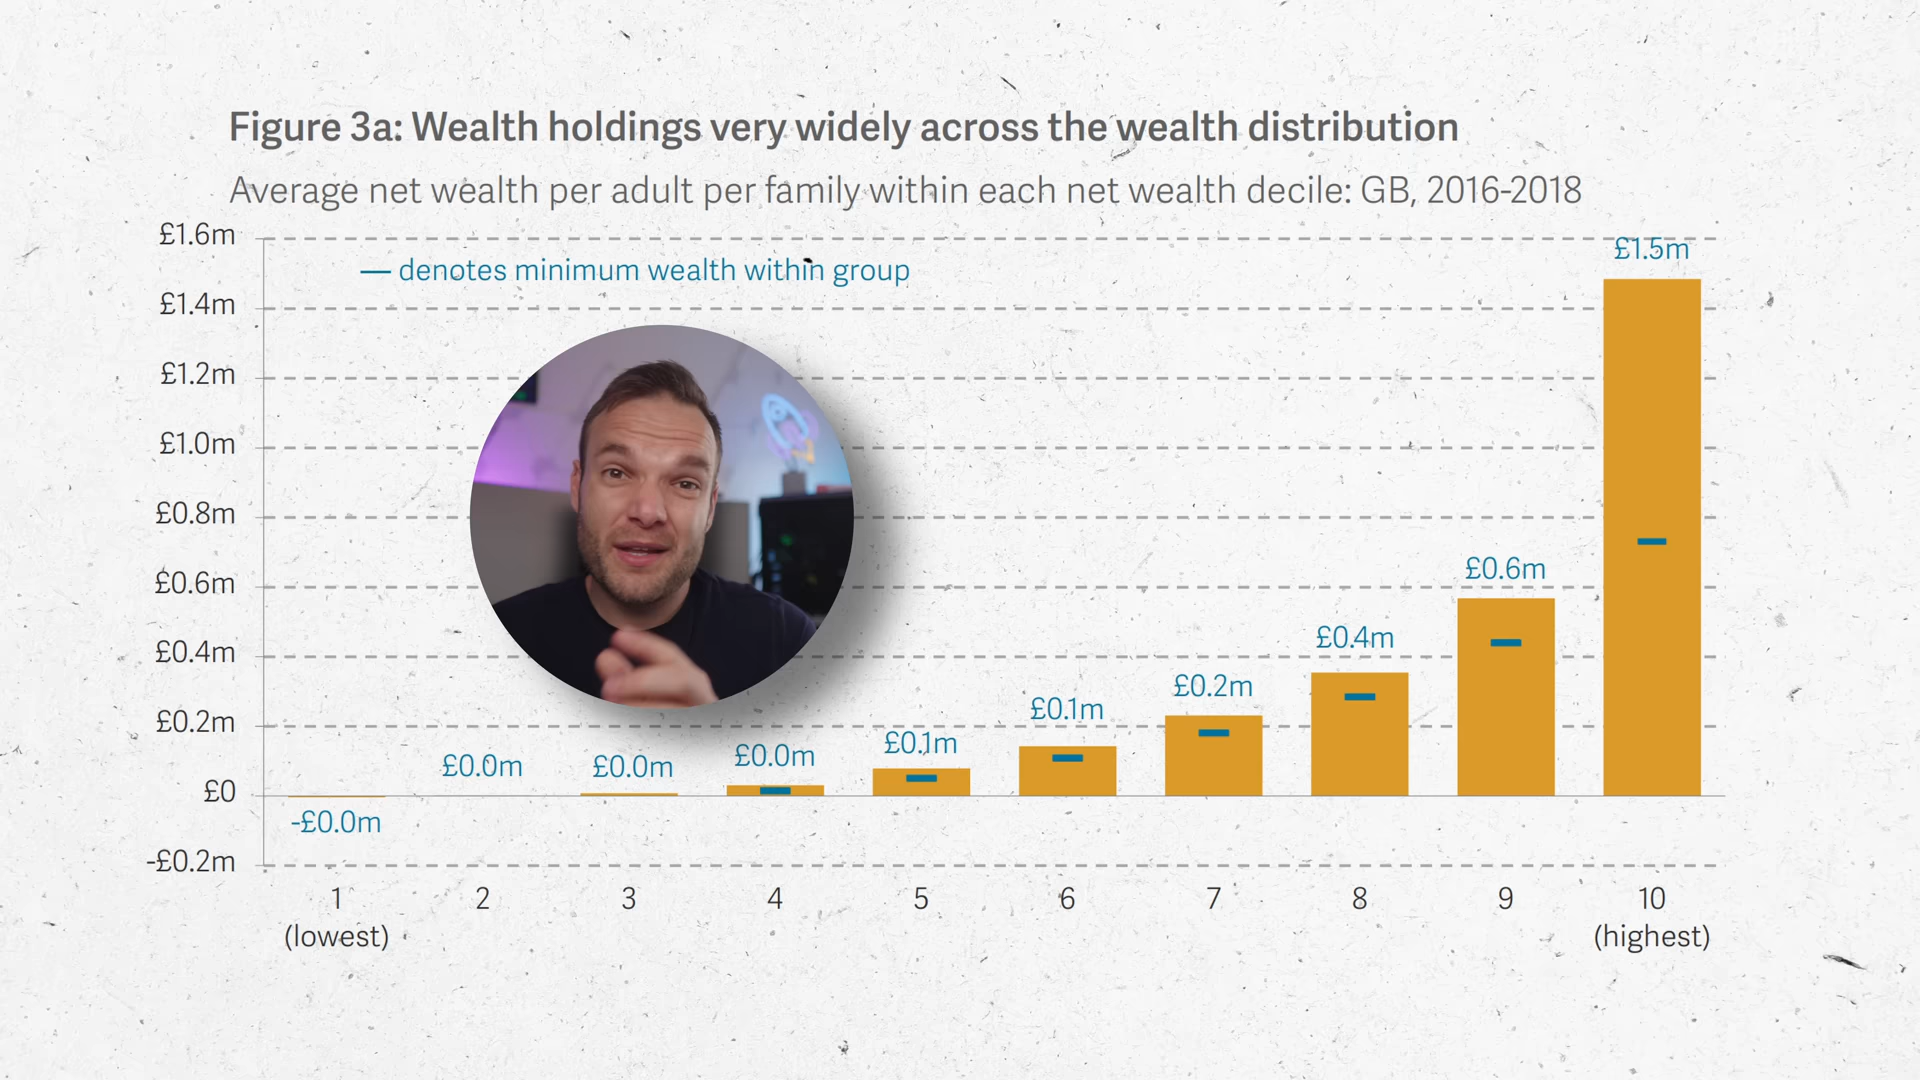 Figure 3a: Wealth holdings very widely across the wealth distribution
Average net wealth per adult per family within each net wealth decile: GB, 2016-2018
— denotes minimum wealth within group
£1.6m
£1.4m
£1.2m
£1.0m
£0.8m
£0.6m
£0.4m
£0.2m
£0
-£0.2m
-£0.0m
£0.0m
£0.0m
£0.0m
£0.1m
£0.1m
£0.2m
£0.4m
£0.6m
£1.5m
1 2 3 4 5 6 7 8 9 10
(lowest) (highest)